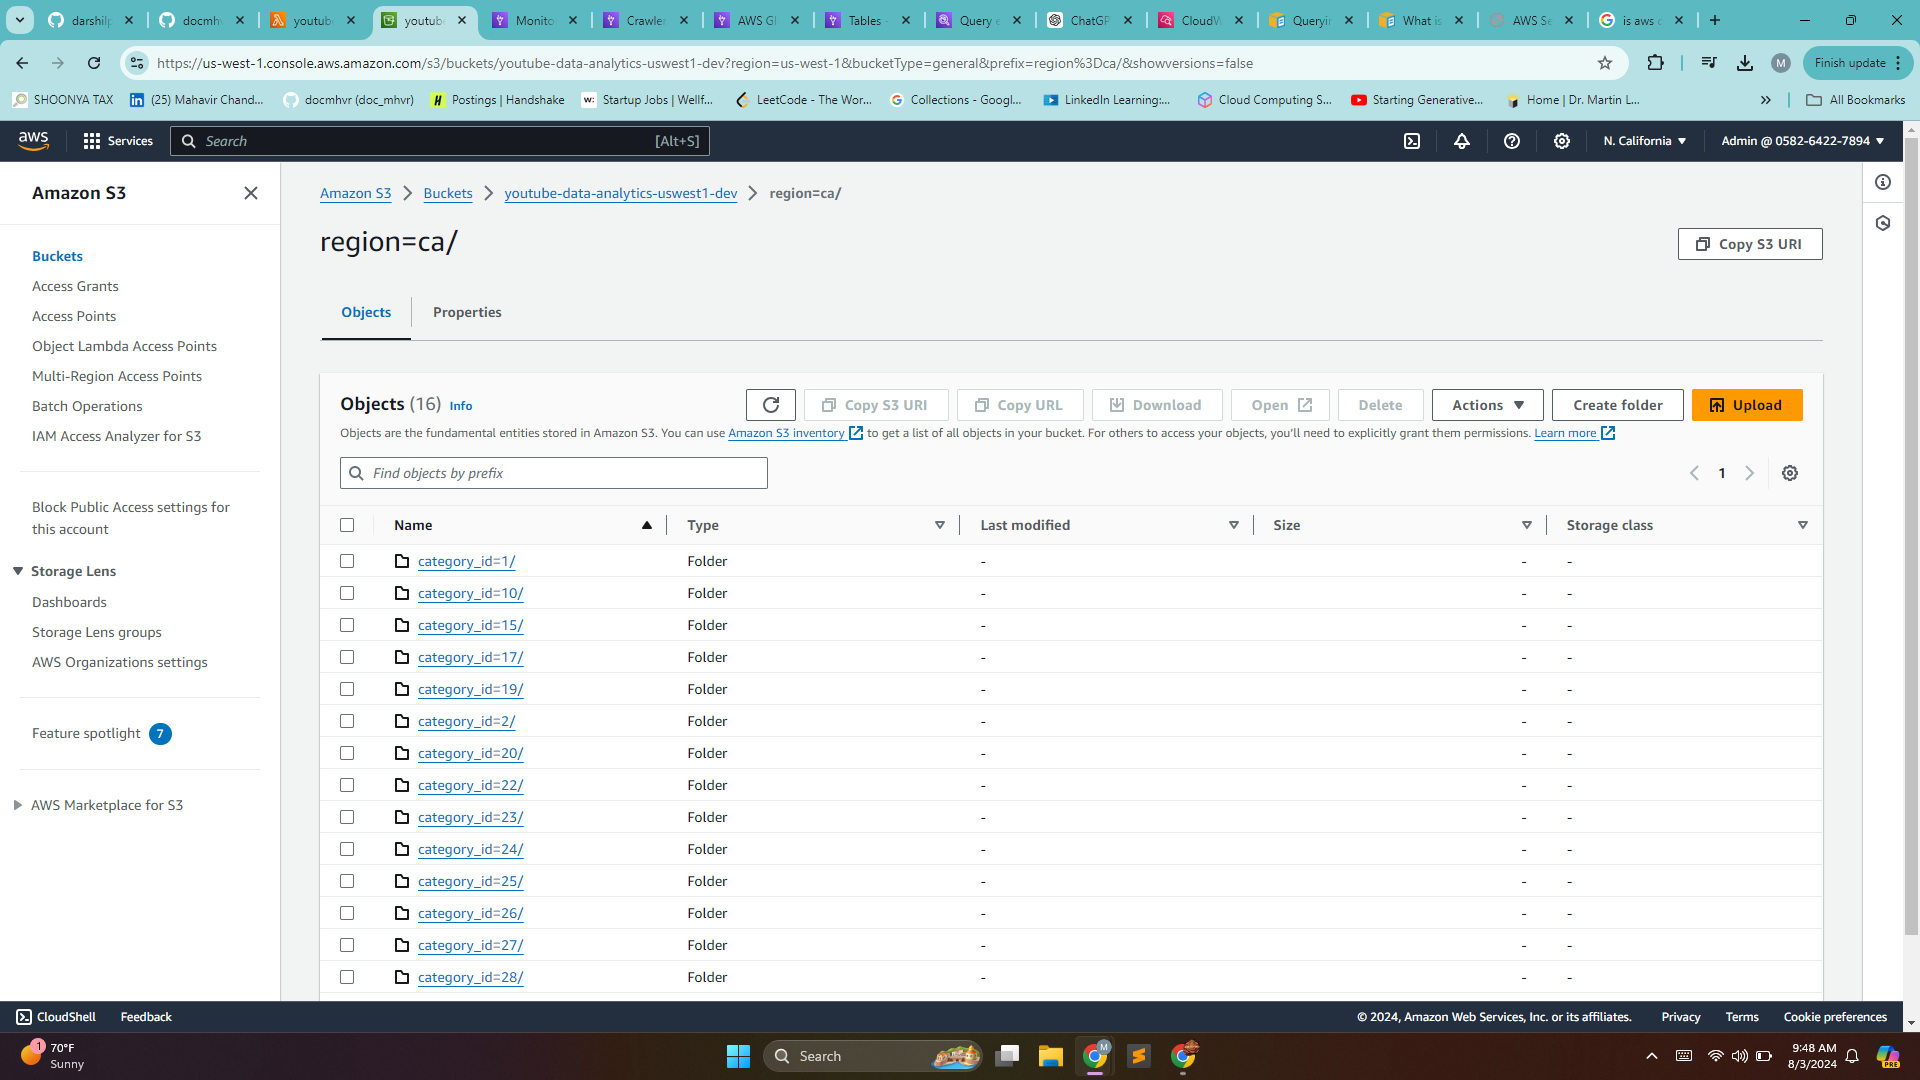 darshilp
docmhv
youtube
youtube
Monito
Crawler
AWS Gl
Tables -
Query e
ChatGP
CloudW
Queryin
What is
AWS Se
is aws c
https://us-west-1.console.aws.amazon.com/s3/buckets/youtube-data-analytics-uswest1-dev?region=us-west-1&bucketType=general&prefix=region%3Dca/&showversions=false
M
Finish update
SHOONYA TAX
(25) Mahavir Chand...
docmhvr (doc_mhvr)
Postings | Handshake
Startup Jobs | Wellf...
LeetCode - The Wor...
Collections - Googl...
LinkedIn Learning:...
Cloud Computing S...
Starting Generative...
Home | Dr. Martin L...
All Bookmarks
aws
Services
Search
[Alt+S]
N. California
Admin @ 0582-6422-7894
Amazon S3
Buckets
Access Grants
Access Points
Object Lambda Access Points
Multi-Region Access Points
Batch Operations
IAM Access Analyzer for S3
Block Public Access settings for
this account
Storage Lens
Dashboards
Storage Lens groups
AWS Organizations settings
Feature spotlight 7
AWS Marketplace for S3
Amazon S3 > Buckets > youtube-data-analytics-uswest1-dev > region=ca/
region=ca/
Copy S3 URI
Objects
Properties
Objects (16) Info
Copy S3 URI
Copy URL
Download
Open
Delete
Actions
Create folder
Upload
Objects are the fundamental entities stored in Amazon S3. You can use Amazon S3 inventory to get a list of all objects in your bucket. For others to access your objects, you'll need to explicitly grant them permissions. Learn more
Find objects by prefix
1
Name Type Last modified Size Storage class
category_id=1/ Folder - - -
category_id=10/ Folder - - -
category_id=15/ Folder - - -
category_id=17/ Folder - - -
category_id=19/ Folder - - -
category_id=2/ Folder - - -
category_id=20/ Folder - - -
category_id=22/ Folder - - -
category_id=23/ Folder - - -
category_id=24/ Folder - - -
category_id=25/ Folder - - -
category_id=26/ Folder - - -
category_id=27/ Folder - - -
category_id=28/ Folder - - -
CloudShell
Feedback
© 2024, Amazon Web Services, Inc. or its affiliates.
Privacy
Terms
Cookie preferences
1
70°F
Sunny
Search
M
9:48 AM
8/3/2024
PRE